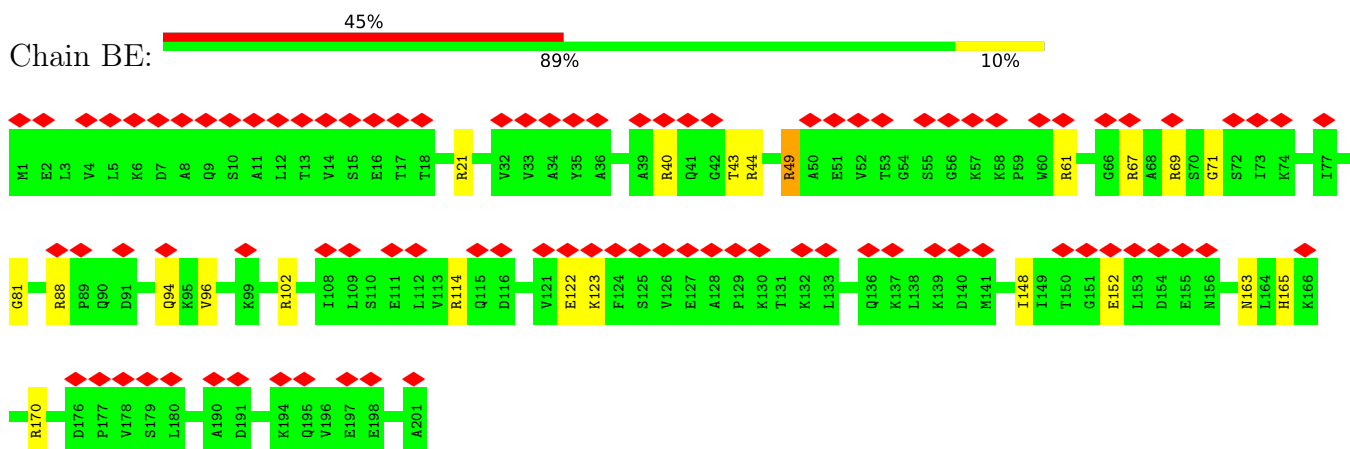 45%
Chain BE:
89% 10%
M1 E2 L3 V4 L5 K6 D7 A8 Q9 S10 A11 L12 T13 V14 S15 E16 T17 T18 R21 V32 V33 A34 Y35 A36 A39 R40 Q41 G42 T43 R44 R49 A50 E51 V52 T53 G54 S55 G56 K57 K58 P59 W60 R61 G66 R67 A68 R69 S70 G71 S72 I73 K74 I77
G81 R88 P89 Q90 D91 Q94 K95 V96 K99 R102 I108 L109 S110 E111 L112 V113 R114 Q115 D116 V121 E122 K123 F124 S125 V126 E127 A128 P129 K130 T131 K132 L133 Q136 K137 L138 K139 D140 M141 I148 I149 T150 G151 E152 L153 D154 E155 N156 N163 L164 H165 K166
R170 D176 P177 V178 S179 L180 A190 D191 K194 Q195 V196 E197 E198 A201